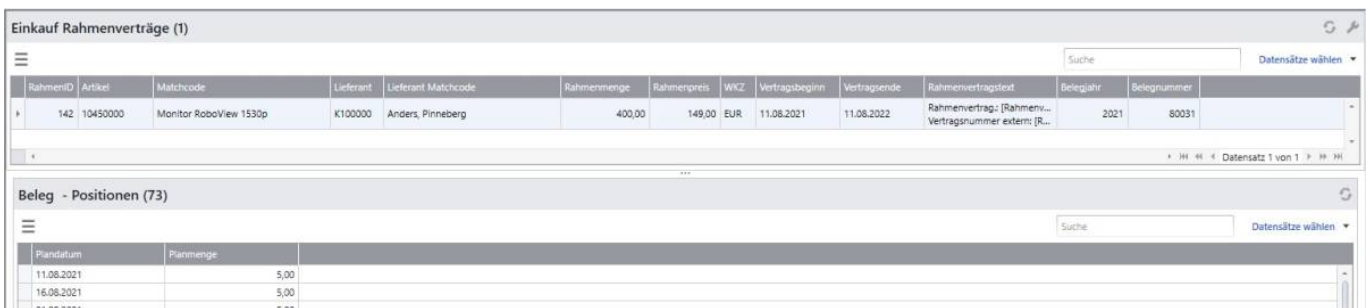 Einkauf Rahmenverträge (1)
Suche
Datensätze wählen
RahmenID Artikel Matchcode Lieferant Lieferant Matchcode Rahmenmenge Rahmenpreis WKZ Vertragsbeginn Vertragsende Rahmenvertragstext Belegjahr Belegnummer
142 10450000 Monitor RoboView 1530p K100000 Anders, Pinneberg 400,00 149,00 EUR 11.08.2021 11.08.2022 Rahmenvertrag.: [Rahmenv... 2021 80031
Vertragsnummer extern: [R...
Datensatz 1 von 1
Beleg - Positionen (73)
Suche
Datensätze wählen
Plandatum Planmenge
11.08.2021 5,00
16.08.2021 5,00